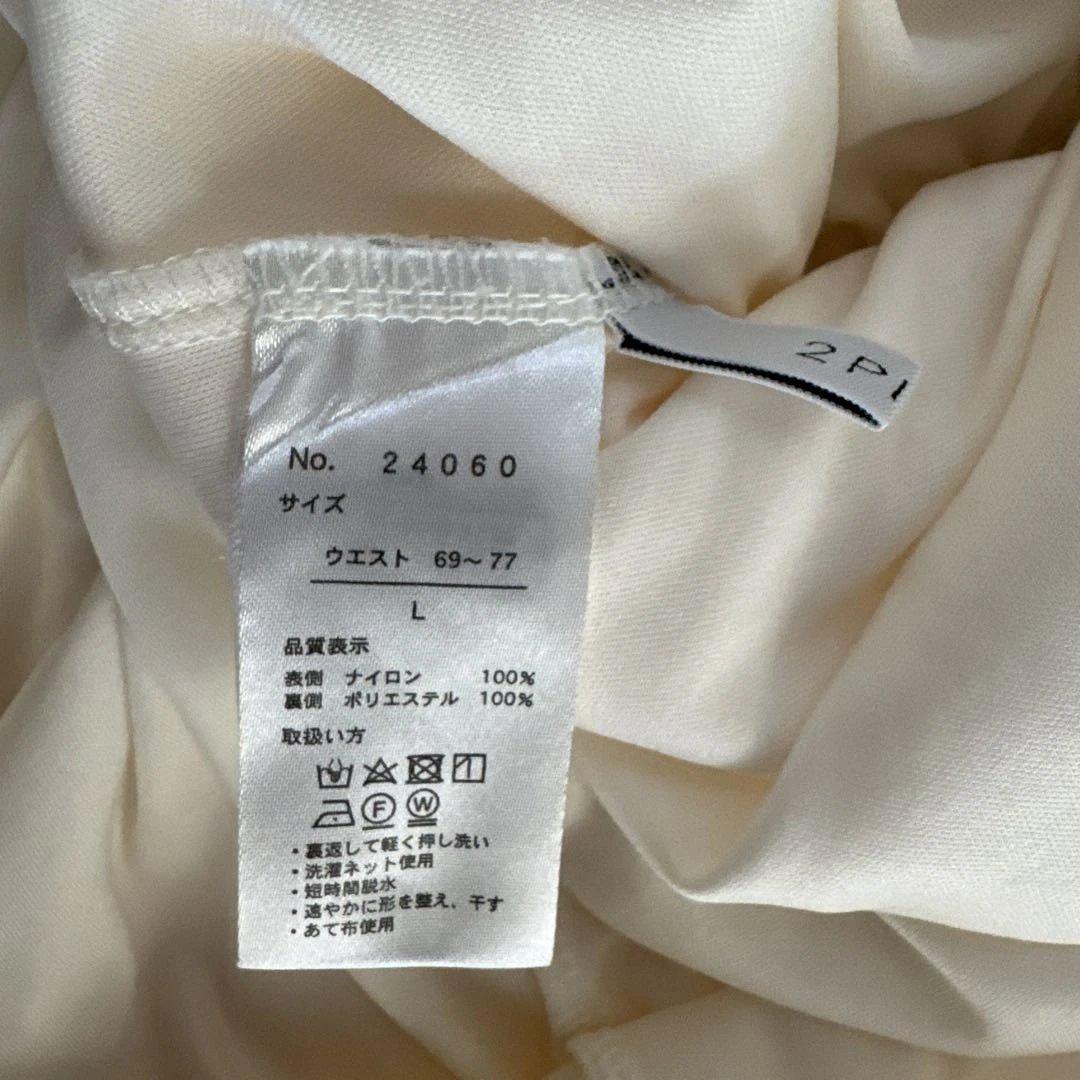 2P
No. 24060
サイズ
ウエスト 69～77
L
品質表示
表側 ナイロン 100%
裏側 ポリエステル 100%
取扱い方
F W
・裏返して軽く押し洗い
・洗濯ネット使用
・短時間脱水
・速やかに形を整え、干す
・あて布使用